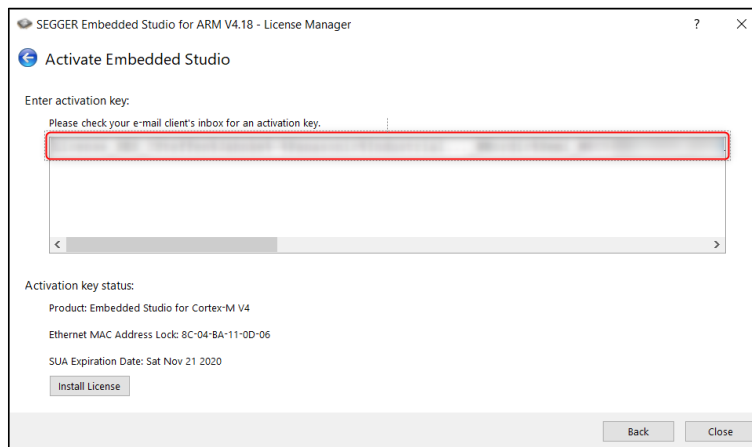 SEGGER Embedded Studio for ARM V4.18 - License Manager
Activate Embedded Studio
Enter activation key:
Please check your e-mail client's inbox for an activation key.
Activation key status:
Product: Embedded Studio for Cortex-M V4
Ethernet MAC Address Lock: 8C-04-BA-11-0D-06
SUA Expiration Date: Sat Nov 21 2020
Install License
Back Close